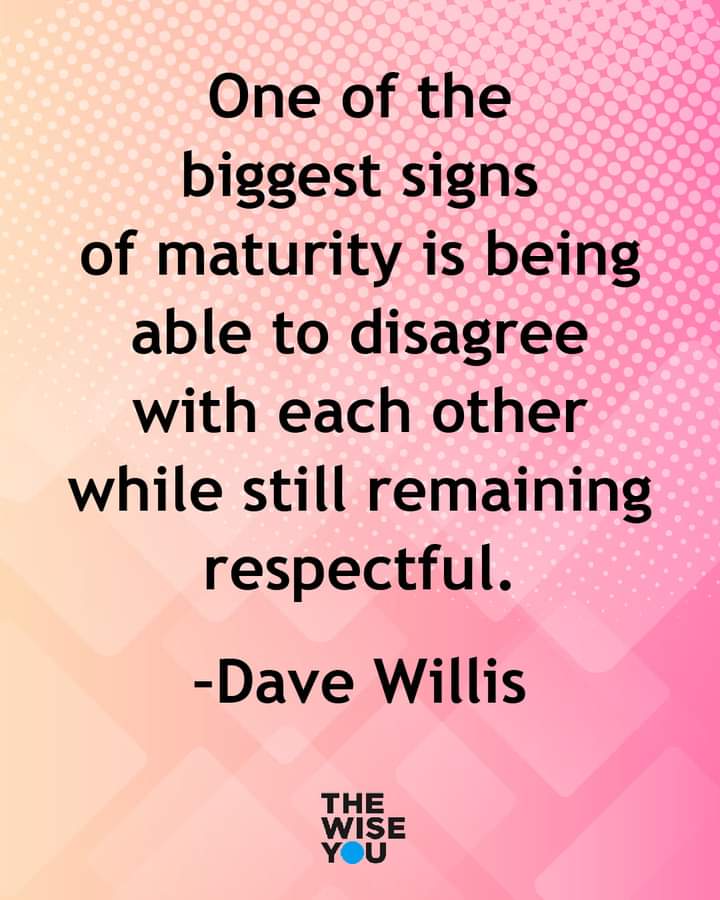 One of the
biggest signs
of maturity is being
able to disagree
with each other
while still remaining
respectful.
-Dave Willis
THE
WISE
YOU